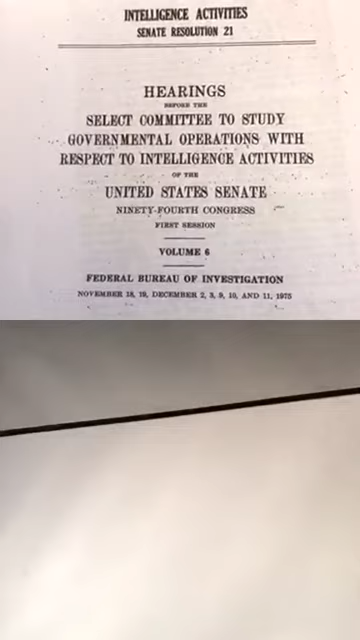 INTELLIGENCE ACTIVITIES
SENATE RESOLUTION 21
HEARINGS
BEFORE THE
SELECT COMMITTEE TO STUDY
GOVERNMENTAL OPERATIONS WITH
RESPECT TO INTELLIGENCE ACTIVITIES
OF THE
UNITED STATES SENATE
NINETY-FOURTH CONGRESS
FIRST SESSION
VOLUME 6
FEDERAL BUREAU OF INVESTIGATION
NOVEMBER 18, 19, DECEMBER 2, 3, 9, 10, AND 11, 1975